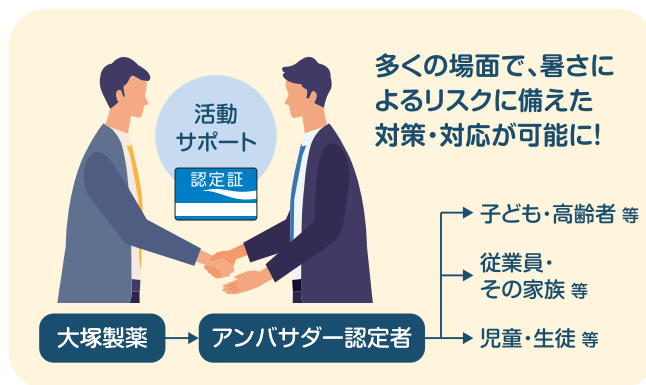 多くの場面で、暑さに
よるリスクに備えた
対策・対応が可能に!
活動
サポート
認定証
大塚製薬
アンバサダー認定者
子ども・高齢者 等
従業員・
その家族 等
児童・生徒 等